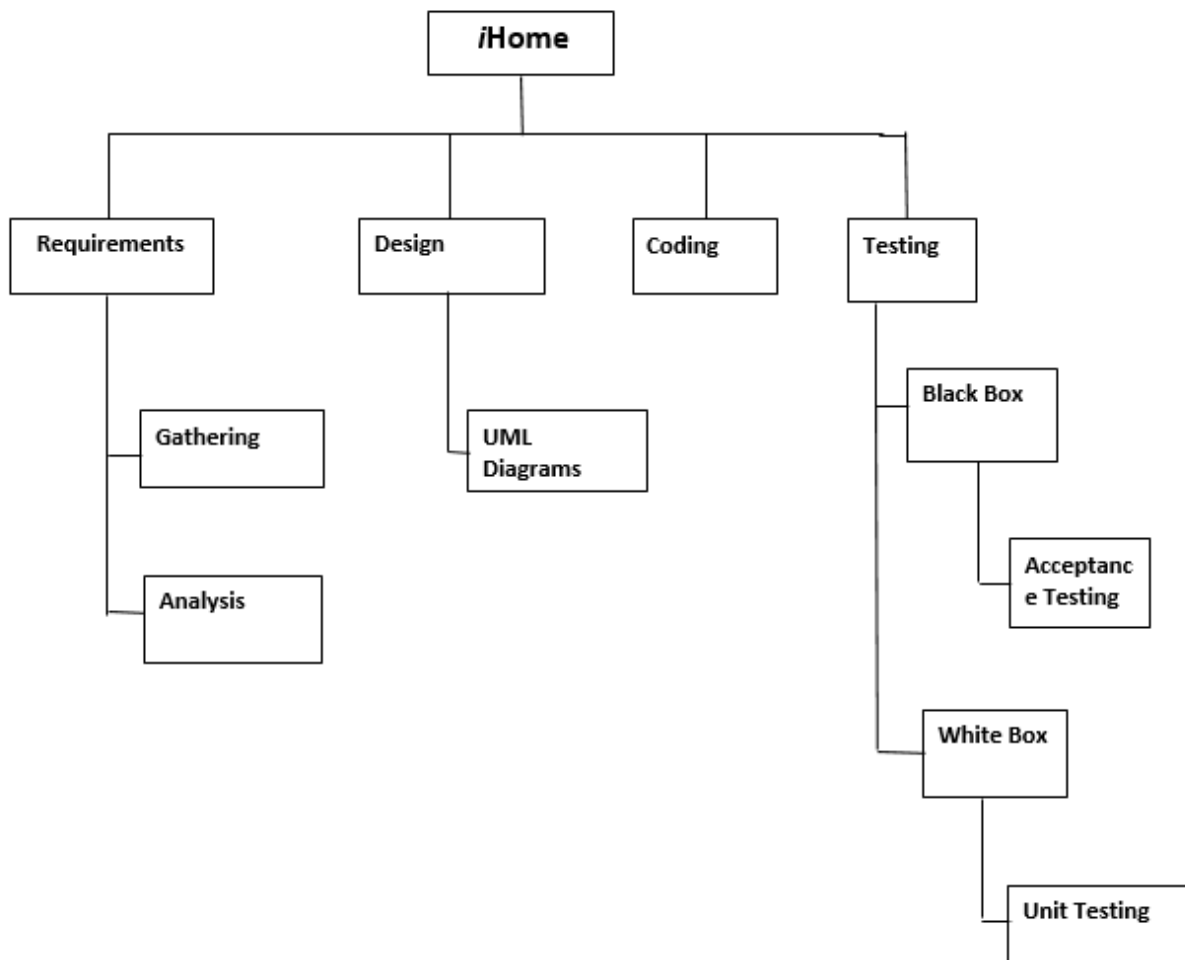 iHome
Requirements
Design
Coding
Testing
Black Box
Gathering
UML
Diagrams
Acceptanc
e Testing
Analysis
White Box
Unit Testing